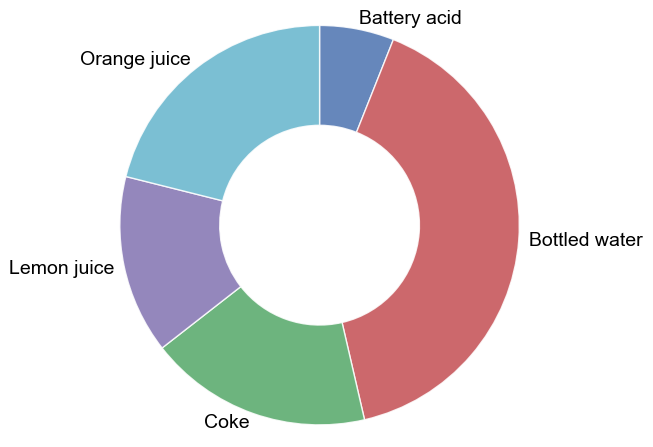 Battery acid
Orange juice
Bottled water
Lemon juice
Coke